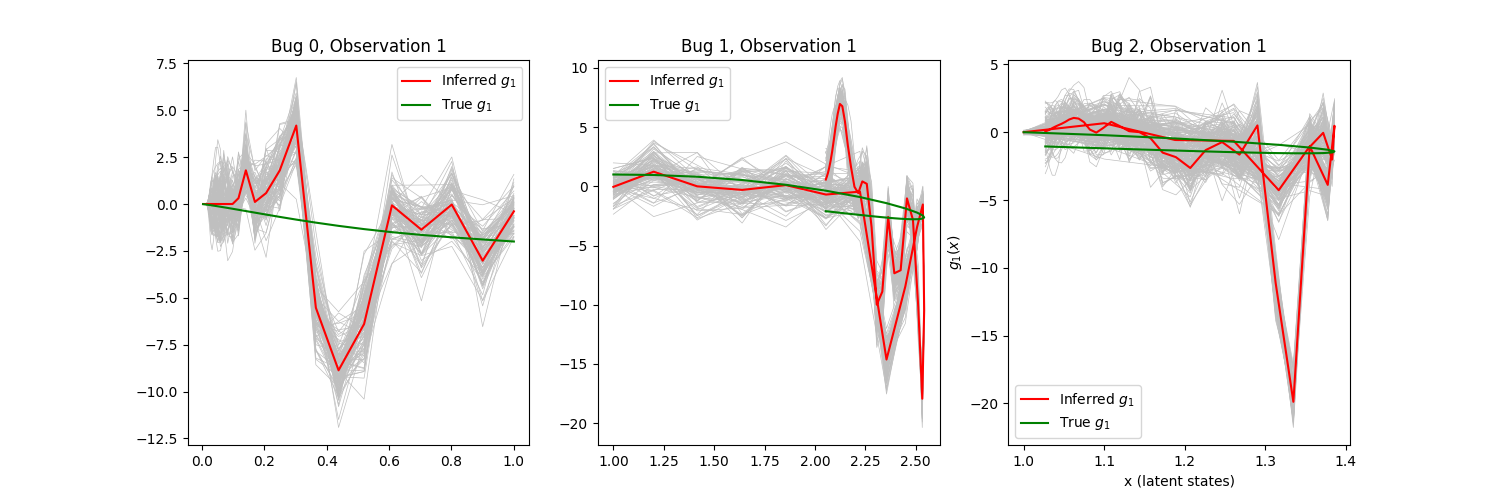 Bug 0, Observation 1
Inferred g₁
True g₁
7.5
5.0
2.5
0.0
−2.5
−5.0
−7.5
−10.0
−12.5
0.0 0.2 0.4 0.6 0.8 1.0
Bug 1, Observation 1
Inferred g₁
True g₁
10
5
0
−5
−10
−15
−20
1.00 1.25 1.50 1.75 2.00 2.25 2.50
Bug 2, Observation 1
g₁(x)
5
0
−5
−10
−15
−20
Inferred g₁
True g₁
1.0 1.1 1.2 1.3 1.4
x (latent states)